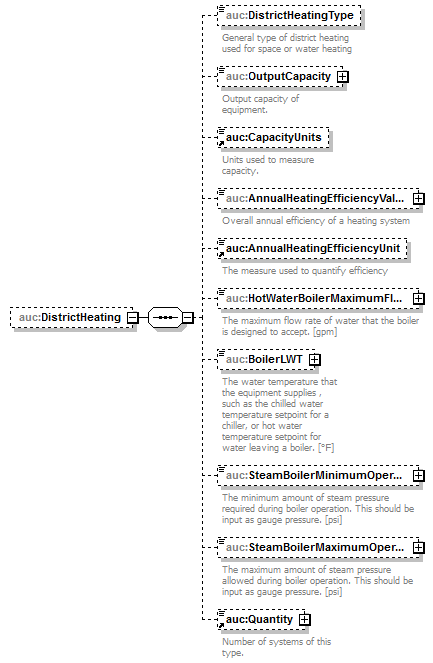 auc:DistrictHeatingType
General type of district heating
used for space or water heating
auc:OutputCapacity
Output capacity of
equipment.
auc:CapacityUnits
Units used to measure
capacity.
auc:AnnualHeatingEfficiencyVal...
Overall annual efficiency of a heating system
auc:AnnualHeatingEfficiencyUnit
The measure used to quantify efficiency
auc:DistrictHeating
auc:HotWaterBoilerMaximumFl...
The maximum flow rate of water that the boiler
is designed to accept. [gpm]
auc:BoilerLWT
The water temperature that
the equipment supplies ,
such as the chilled water
temperature setpoint for a
chiller, or hot water
temperature setpoint for
water leaving a boiler. [°F]
auc:SteamBoilerMinimumOper...
The minimum amount of steam pressure
required during boiler operation. This should be
input as gauge pressure. [psi]
auc:SteamBoilerMaximumOper...
The maximum amount of steam pressure
allowed during boiler operation. This should be
input as gauge pressure. [psi]
auc:Quantity
Number of systems of this
type.